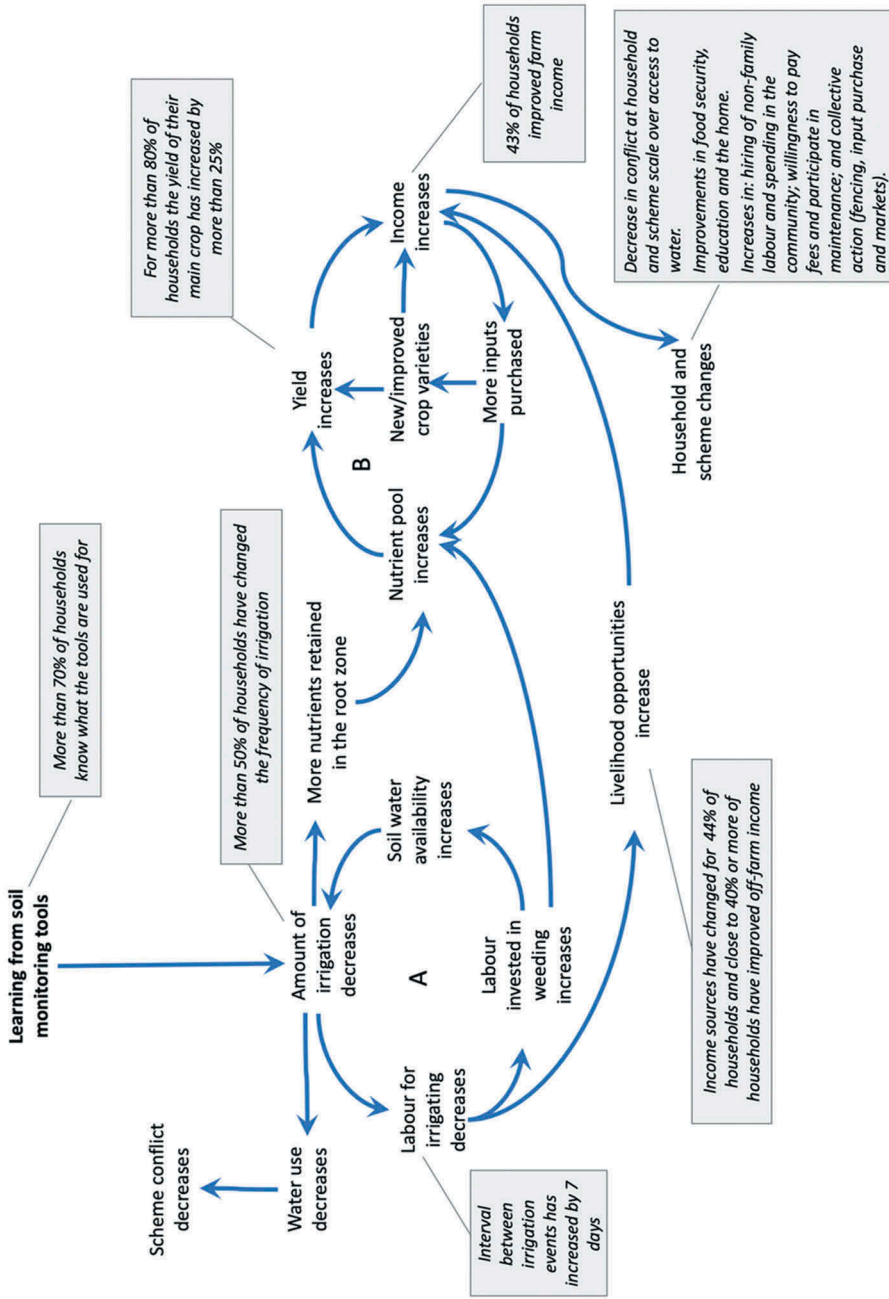 Learning from soil
monitoring tools
More than 70% of households
know what the tools are used for
Scheme conflict
decreases
Water use
decreases
Amount of
irrigation
decreases
More than 50% of households have changed
the frequency of irrigation
More nutrients retained
in the root zone
For more than 80% of
households the yield of their
main crop has increased by
more than 25%
Yield
increases
Interval
between
irrigation
events has
increased by 7
days
Labour for
irrigating
decreases
A
Labour
invested in
weeding
increases
Soil water
availability
increases
Nutrient pool
increases
B
New/improved
crop varieties
More inputs
purchased
Income
increases
43% of households
improved farm
income
Livelihood opportunities
increase
Income sources have changed for 44% of
households and close to 40% or more of
households have improved off-farm income
Household and
scheme changes
Decrease in conflict at household
and scheme scale over access to
water.
Improvements in food security,
education and the home.
Increases in: hiring of non-family
labour and spending in the
community; willingness to pay
fees and participate in
maintenance; and collective
action (fencing, input purchase
and markets).